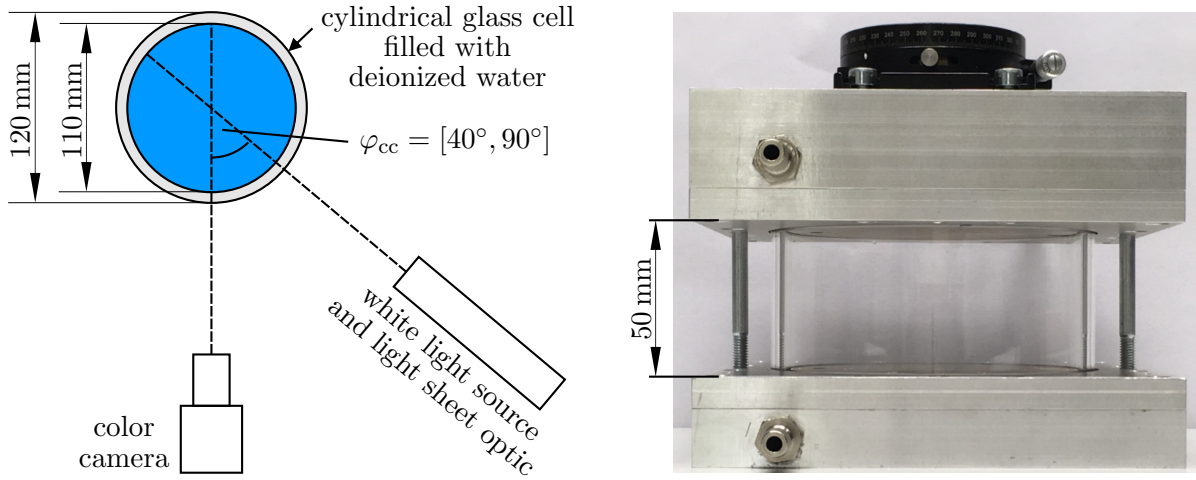 cylindrical glass cell
filled with
deionized water
120 mm
110 mm
φcc = [40°, 90°]
white light source
and light sheet optic
color
camera
50 mm